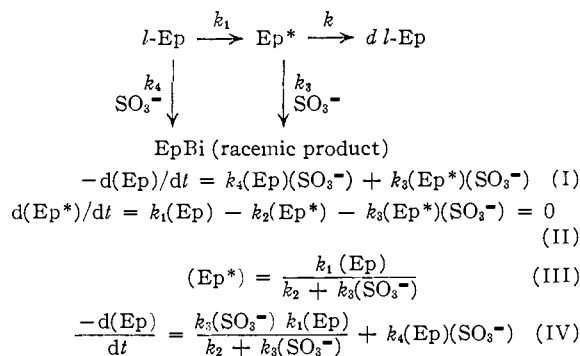 l-Ep k₁ Ep* k d l-Ep
k₄ SO₃⁻ k₃ SO₃⁻
EpBi (racemic product)
−d(Ep)/dt = k₄(Ep)(SO₃⁻) + k₃(Ep*)(SO₃⁻) (I)
d(Ep*)/dt = k₁(Ep) − k₂(Ep*) − k₃(Ep*)(SO₃⁻) = 0
(II)
(Ep*) = k₁ (Ep) / k₂ + k₃(SO₃⁻) (III)
−d(Ep) / dt = k₃(SO₃⁻) k₁(Ep) / k₂ + k₃(SO₃⁻) + k₄(Ep)(SO₃⁻) (IV)